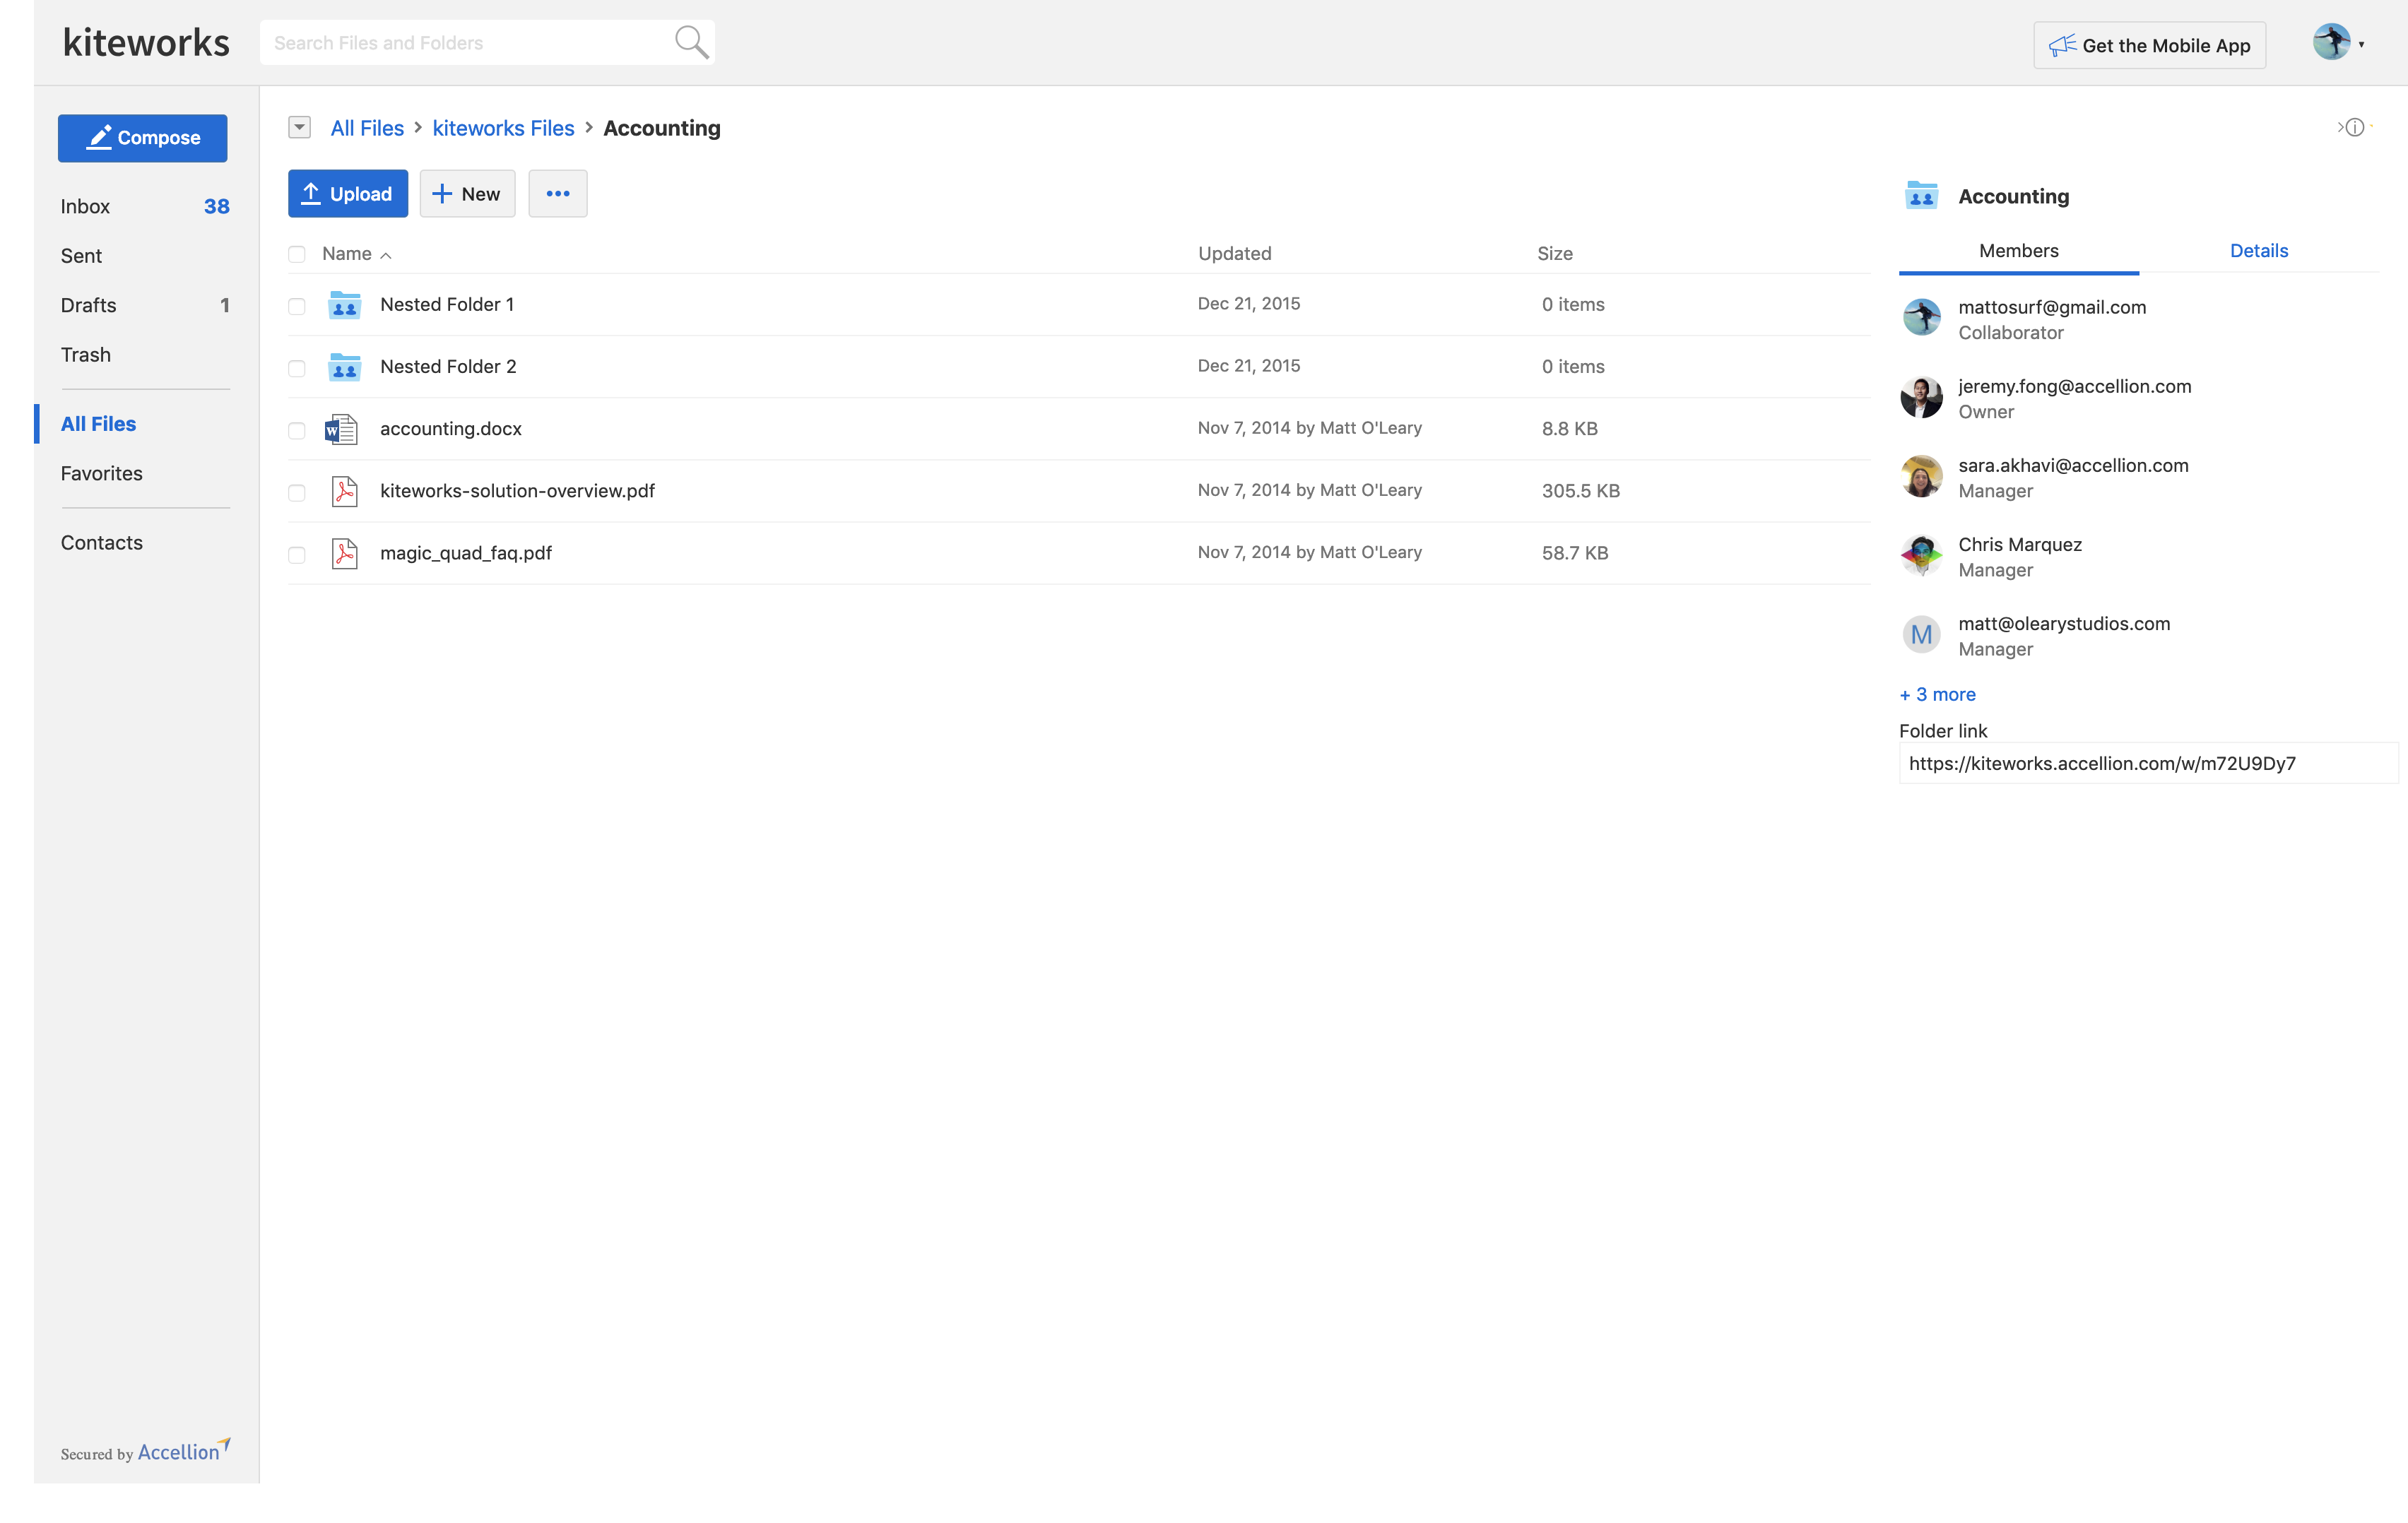 kiteworks
Search Files and Folders
Get the Mobile App
Compose
Inbox 38
Sent
Drafts 1
Trash
All Files
Favorites
Contacts
Secured by Accellion
All Files > kiteworks Files > Accounting
Upload
New
Name Updated Size
Nested Folder 1 Dec 21, 2015 0 items
Nested Folder 2 Dec 21, 2015 0 items
accounting.docx Nov 7, 2014 by Matt O'Leary 8.8 KB
kiteworks-solution-overview.pdf Nov 7, 2014 by Matt O'Leary 305.5 KB
magic_quad_faq.pdf Nov 7, 2014 by Matt O'Leary 58.7 KB
Accounting
Members Details
mattosurf@gmail.com
Collaborator
jeremy.fong@accellion.com
Owner
sara.akhavi@accellion.com
Manager
Chris Marquez
Manager
M
matt@olearystudios.com
Manager
+ 3 more
Folder link
https://kiteworks.accellion.com/w/m72U9Dy7